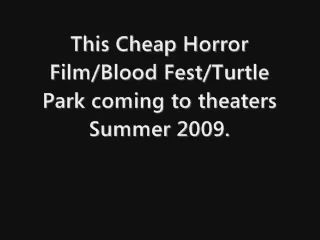 This Cheap Horror
Film/Blood Fest/Turtle
Park coming to theaters
Summer 2009.